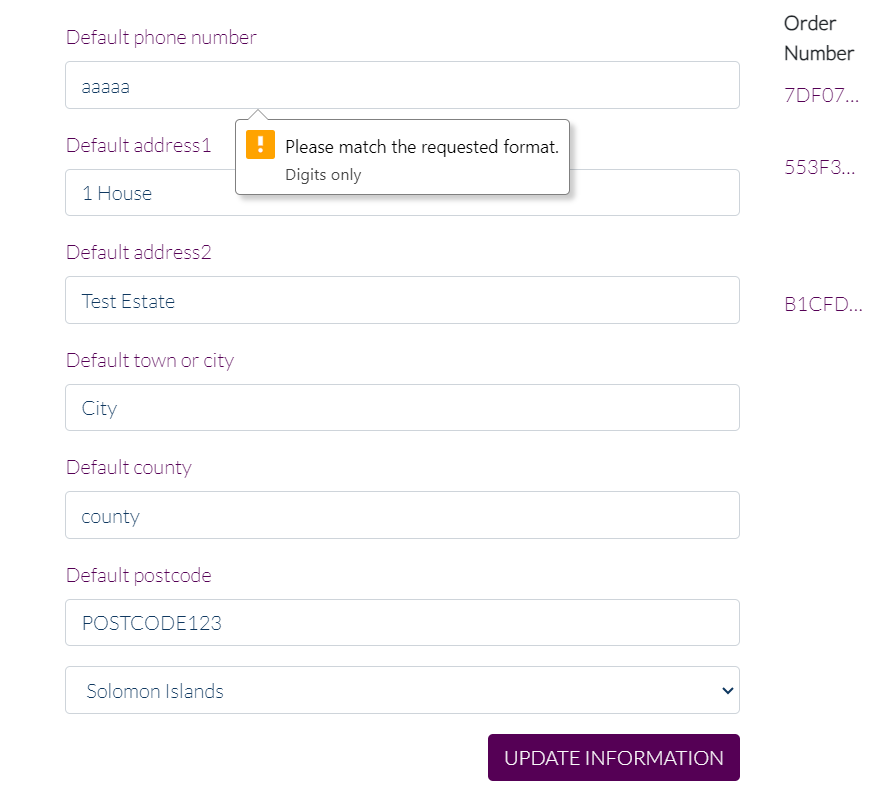 Default phone number
aaaaa
Please match the requested format.
Digits only
Default address1
1 House
Default address2
Test Estate
Default town or city
City
Default county
county
Default postcode
POSTCODE123
Solomon Islands
UPDATE INFORMATION
Order
Number
7DF07...
553F3...
B1CFD...